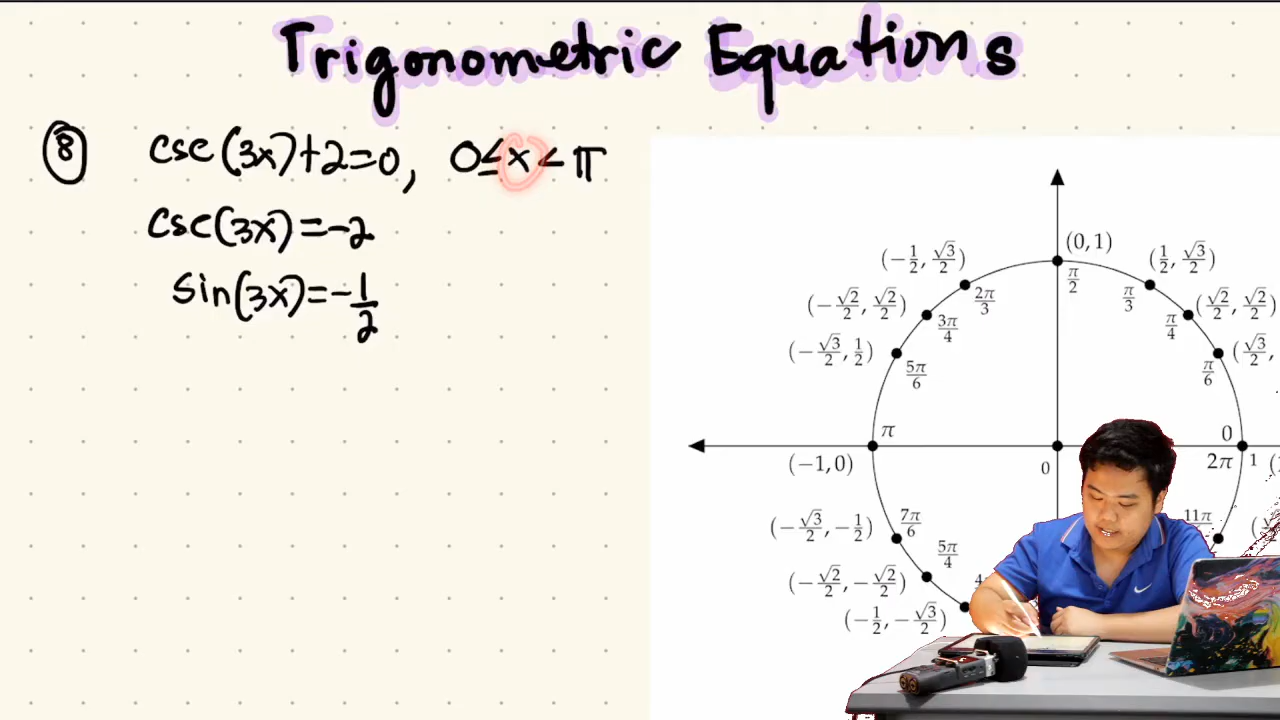 Trigonometric Equations
8 csc(3x)+2=0, 0≤x<π
csc(3x)=-2
sin(3x)=-1/2
(0, 1)
(-1/2, √3/2) (1/2, √3/2)
π/2
2π/3 π/3
(-√2/2, √2/2) (√2/2, √2/2)
3π/4 π/4
(-√3/2, 1/2) (√3/2,
5π/6 π/6
π 0
(-1, 0) 0 2π 1 (
(-√3/2, -1/2) 7π/6 11π
5π/4
(-√2/2, -√2/2) 4
(-1/2, -√3/2)